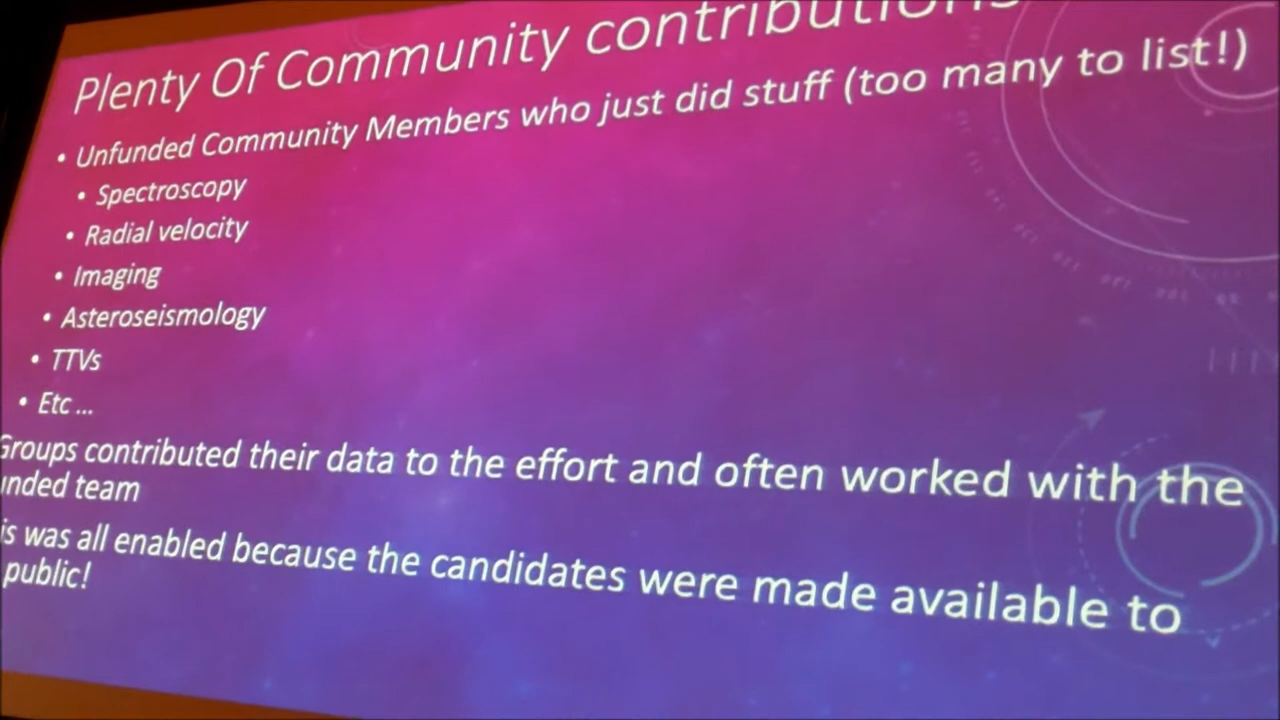 Plenty Of Community contributions
• Unfunded Community Members who just did stuff (too many to list!)
• Spectroscopy
• Radial velocity
• Imaging
• Asteroseismology
• TTVs
• Etc ...
Groups contributed their data to the effort and often worked with the
unded team
is was all enabled because the candidates were made available to
public!